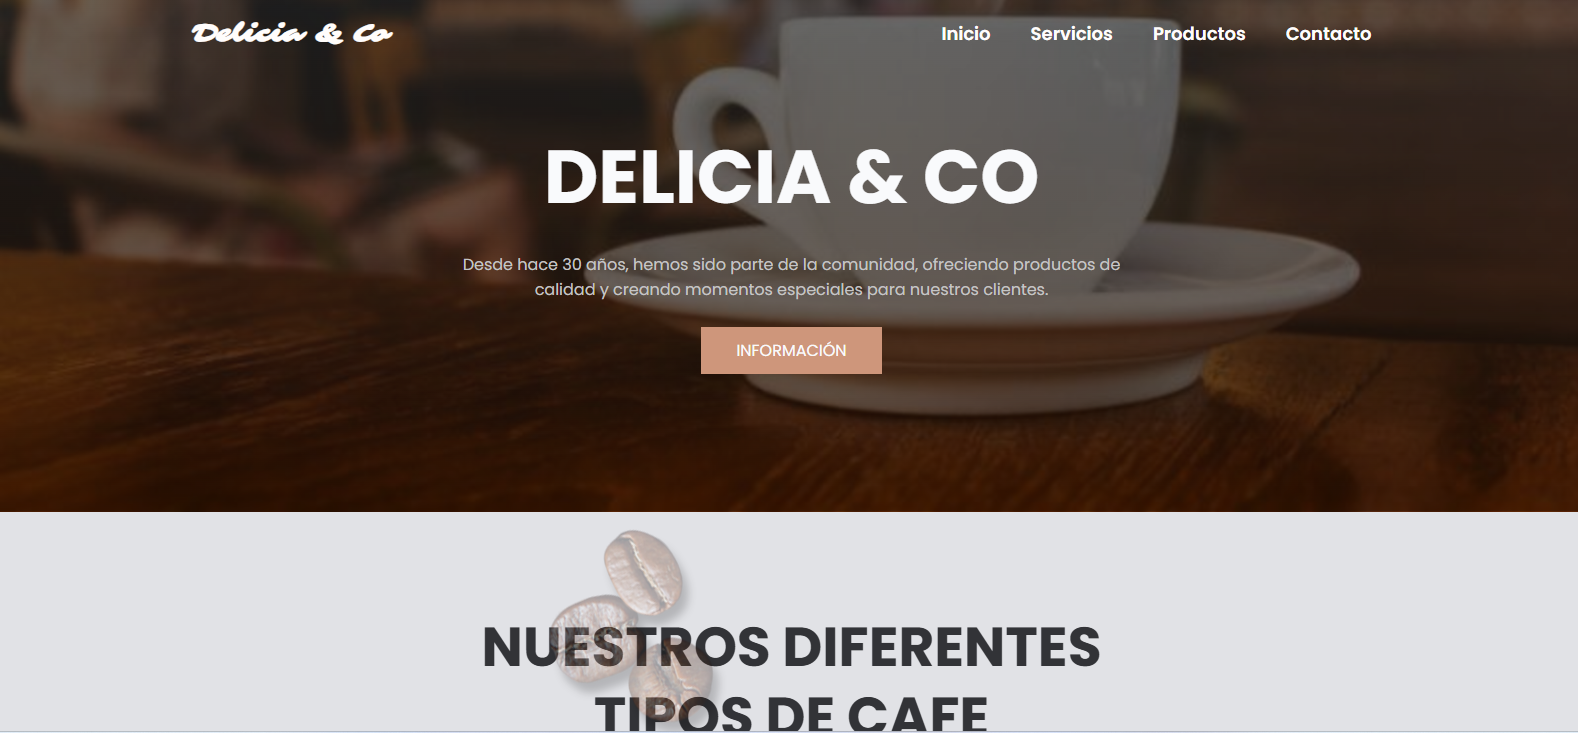 Delicia & Co
Inicio Servicios Productos Contacto
DELICIA & CO
Desde hace 30 años, hemos sido parte de la comunidad, ofreciendo productos de
calidad y creando momentos especiales para nuestros clientes.
INFORMACIÓN
NUESTROS DIFERENTES
TIPOS DE CAFE